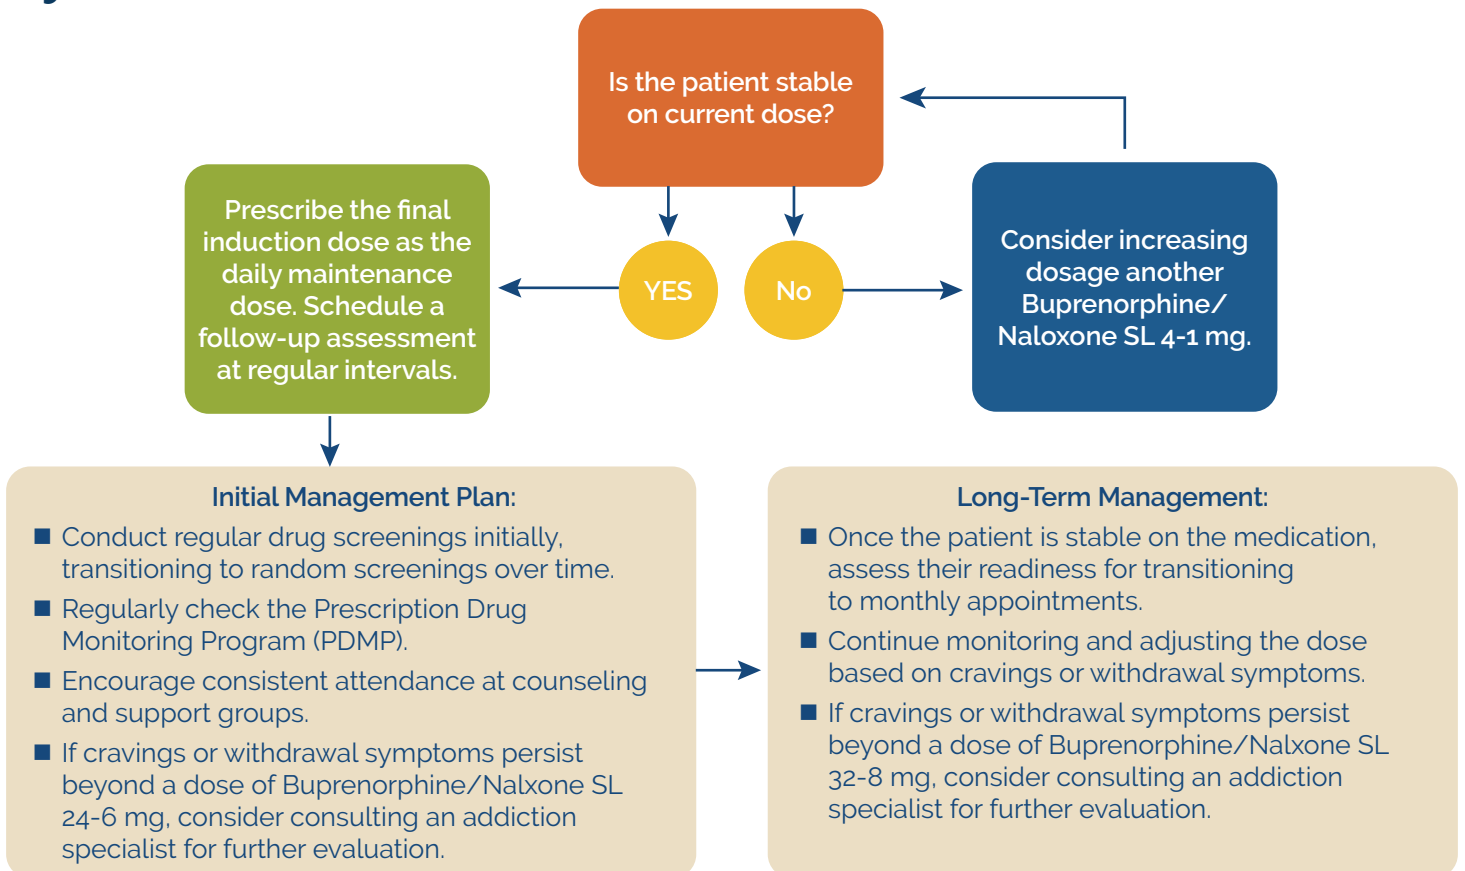 Is the patient stable
on current dose?
Prescribe the final
induction dose as the
daily maintenance
dose. Schedule a
follow-up assessment
at regular intervals.
YES
No
Consider increasing
dosage another
Buprenorphine/
Naloxone SL 4-1 mg.
Initial Management Plan:
■ Conduct regular drug screenings initially,
transitioning to random screenings over time.
■ Regularly check the Prescription Drug
Monitoring Program (PDMP).
■ Encourage consistent attendance at counseling
and support groups.
■ If cravings or withdrawal symptoms persist
beyond a dose of Buprenorphine/Nalxone SL
24-6 mg, consider consulting an addiction
specialist for further evaluation.
Long-Term Management:
■ Once the patient is stable on the medication,
assess their readiness for transitioning
to monthly appointments.
■ Continue monitoring and adjusting the dose
based on cravings or withdrawal symptoms.
■ If cravings or withdrawal symptoms persist
beyond a dose of Buprenorphine/Nalxone SL
32-8 mg, consider consulting an addiction
specialist for further evaluation.